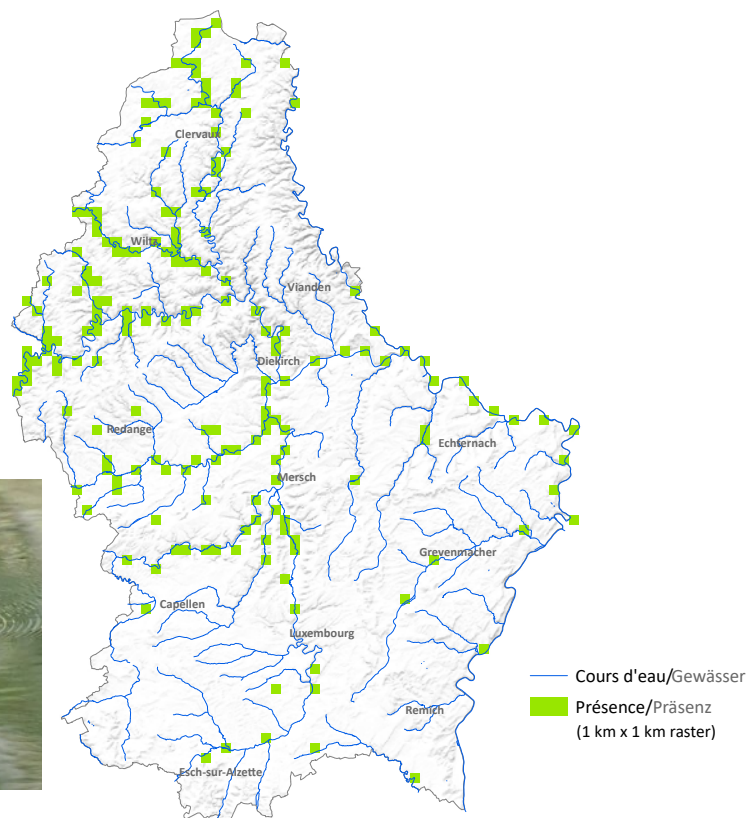 Clervaux
Wiltz
Vianden
Diekirch
Redange
Echternach
Mersch
Grevenmacher
Capellen
Luxembourg
Cours d'eau/Gewässer
Présence/Präsenz
Remich
(1 km x 1 km raster)
Esch-sur-Alzette